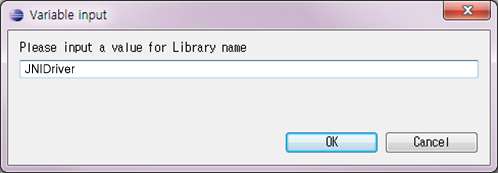 Variable input
Please input a value for Library name
JNIDriver
OK
Cancel